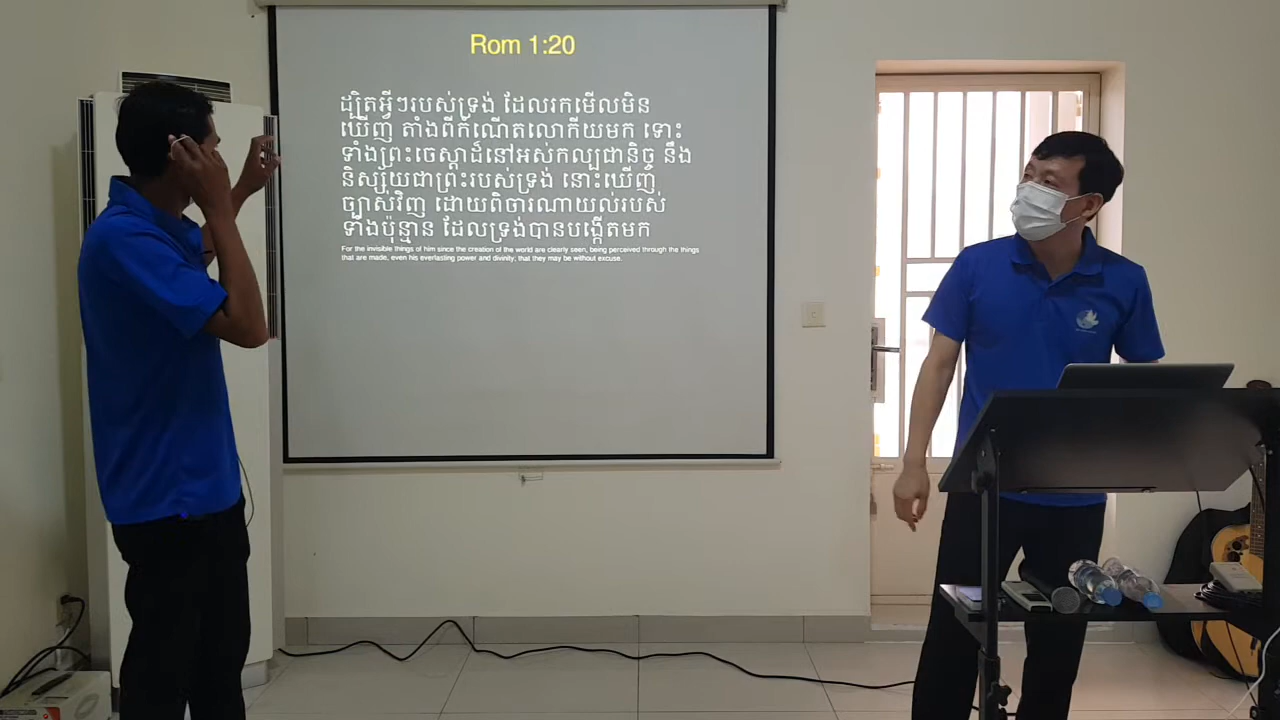 Rom 1:20
ដ្បិតអ្វីៗរបស់ទ្រង់ ដែលរកមើលមិន
ឃើញ តាំងពីកំណើតលោកីយមក ទោះ
ទាំងព្រះចេស្តាដ៏នៅអស់កល្បជានិច្ច នឹង
និស្ស័យជាព្រះរបស់ទ្រង់ នោះឃើញ
ច្បាស់វិញ ដោយពិចារណាយល់របស់
ទាំងប៉ុន្មាន ដែលទ្រង់បានបង្កើតមក
For the invisible things of him since the creation of the world are clearly seen, being perceived through the things
that are made, even his everlasting power and divinity; that they may be without excuse.